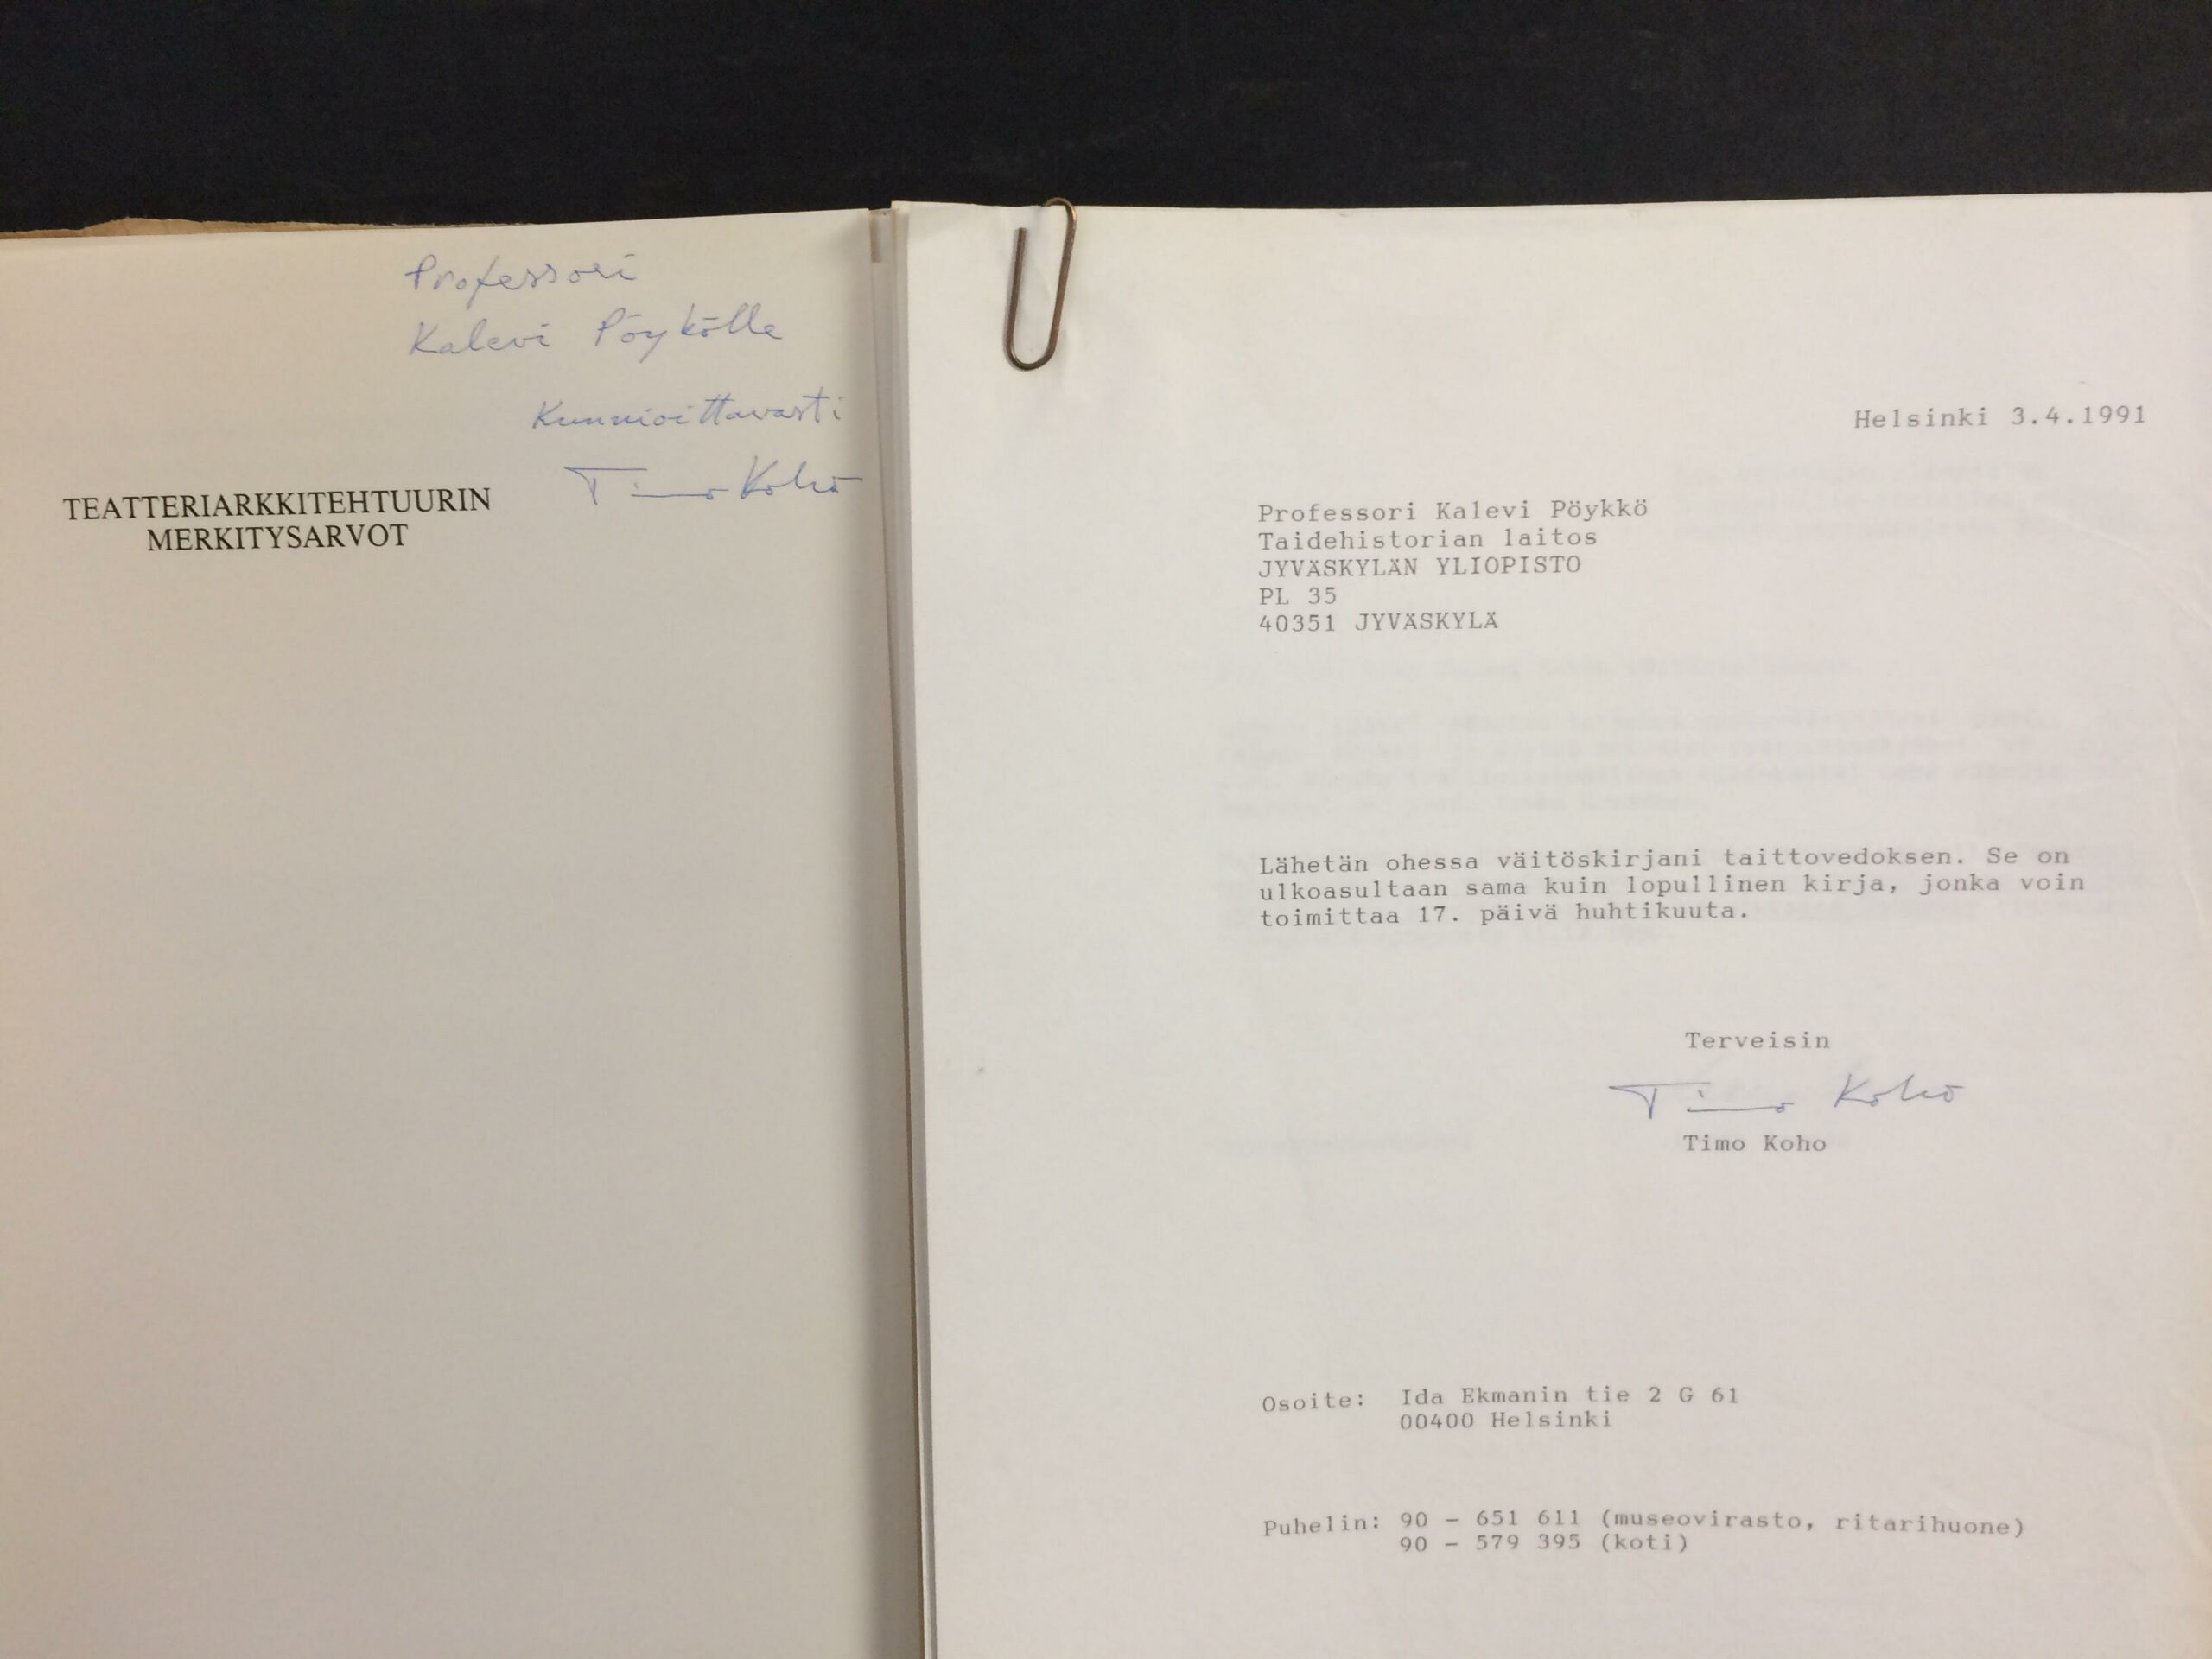 Professori
Kalevi Pöykölle
Kunnioittavasti
Timo Koho
TEATTERIARKKITEHTUURIN
MERKITYSARVOT
Helsinki 3.4.1991
Professori Kalevi Pöykkö
Taidehistorian laitos
JYVÄSKYLÄN YLIOPISTO
PL 35
40351 JYVÄSKYLÄ
Lähetän ohessa väitöskirjani taittovedoksen. Se on
ulkoasultaan sama kuin lopullinen kirja, jonka voin
toimittaa 17. päivä huhtikuuta.
Terveisin
Timo Koho
Timo Koho
Osoite: Ida Ekmanin tie 2 G 61
00400 Helsinki
Puhelin: 90 - 651 611 (museovirasto, ritarihuone)
90 - 579 395 (koti)